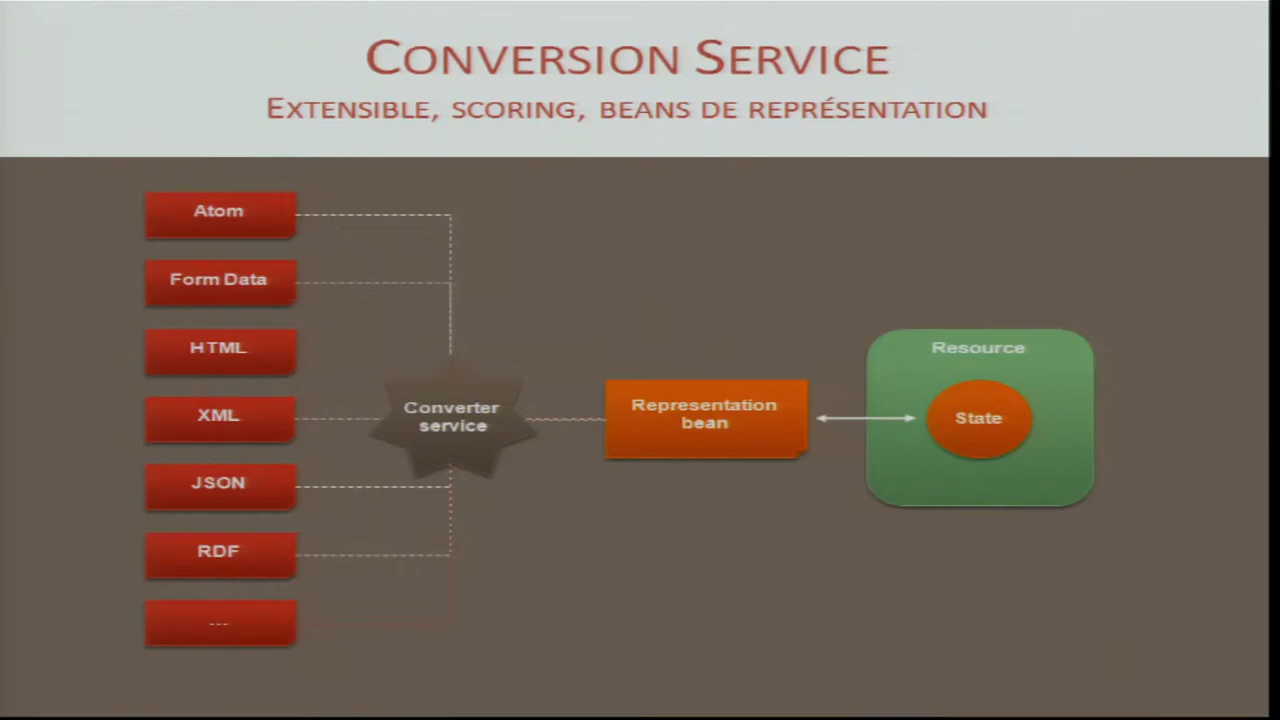 CONVERSION SERVICE
EXTENSIBLE, SCORING, BEANS DE REPRÉSENTATION
Atom
Form Data
HTML
XML
JSON
RDF
---
Converter
service
Representation
bean
Resource
State